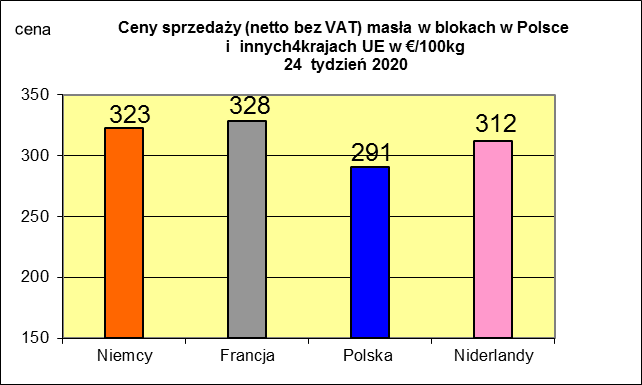 cena
Ceny sprzedaży (netto bez VAT) masła w blokach w Polsce
i innych4krajach UE w €/100kg
24 tydzień 2020
350
300
250
200
150
323
328
291
312
Niemcy
Francja
Polska
Niderlandy